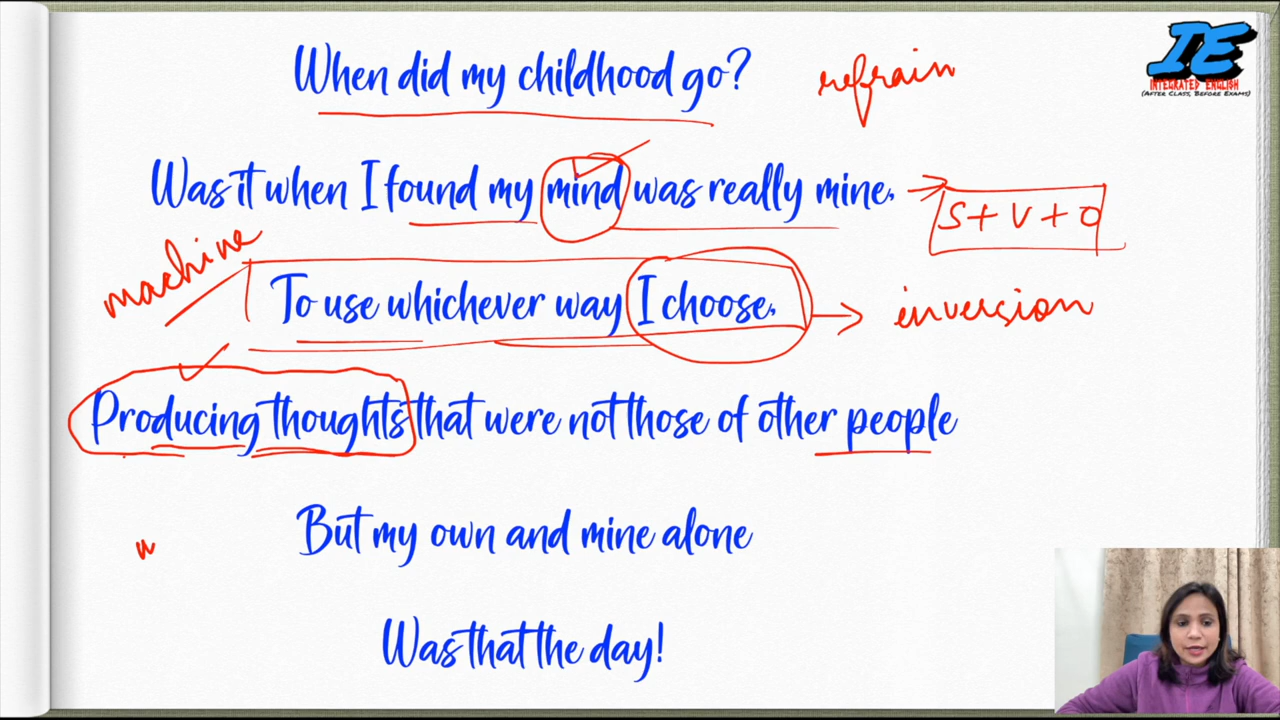 When did my childhood go?
refrain
IE
INTEGRATED ENGLISH
(AFTER CLASS, BEFORE EXAMS)
Was it when I found my mind was really mine,
S + V + O
machine
To use whichever way I choose,
inversion
Producing thoughts that were not those of other people
But my own and mine alone
Was that the day!